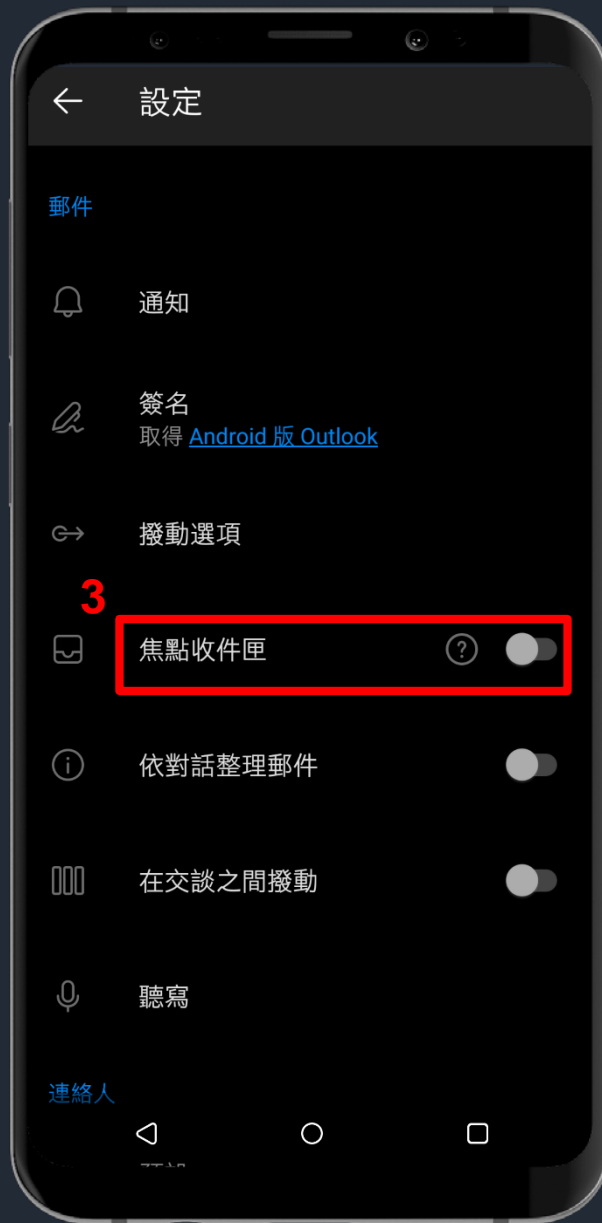 設定
郵件
通知
簽名
取得 Android 版 Outlook
撥動選項
3
焦點收件匣
依對話整理郵件
在交談之間撥動
聽寫
連絡人